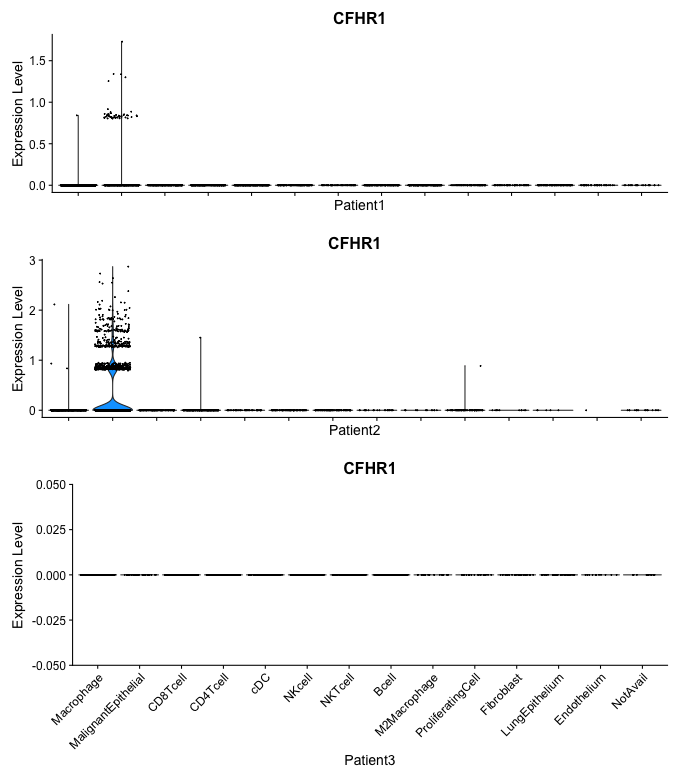 CFHR1
Expression Level
1.5
1.0
0.5
0.0
Patient1
CFHR1
Expression Level
3
2
1
0
Patient2
CFHR1
Expression Level
0.050
0.025
0.000
-0.025
-0.050
Macrophage
MalignantEpithelial
CD8Tcell
CD4Tcell
cDC
NKcell
NKTcell
Bcell
M2Macrophage
ProliferatingCell
Fibroblast
LungEpithelium
Endothelium
NotAvail
Patient3